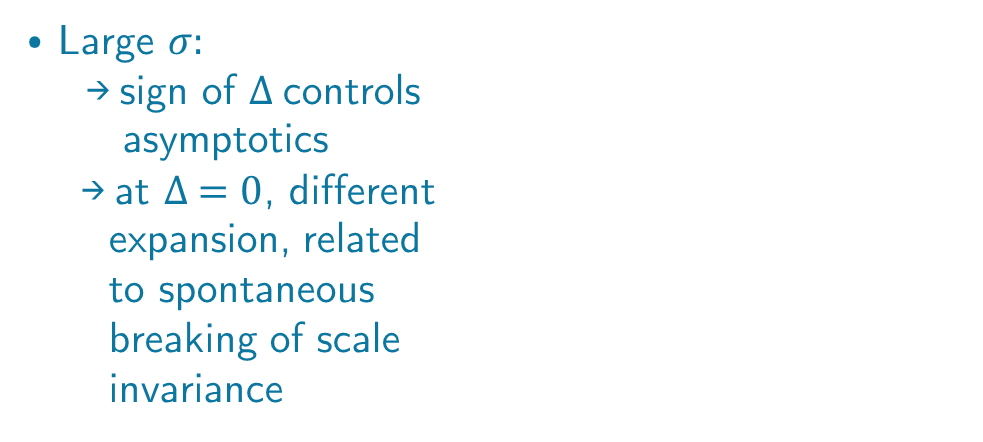 • Large σ:
→ sign of Δ controls
asymptotics
→ at Δ = 0, different
expansion, related
to spontaneous
breaking of scale
invariance